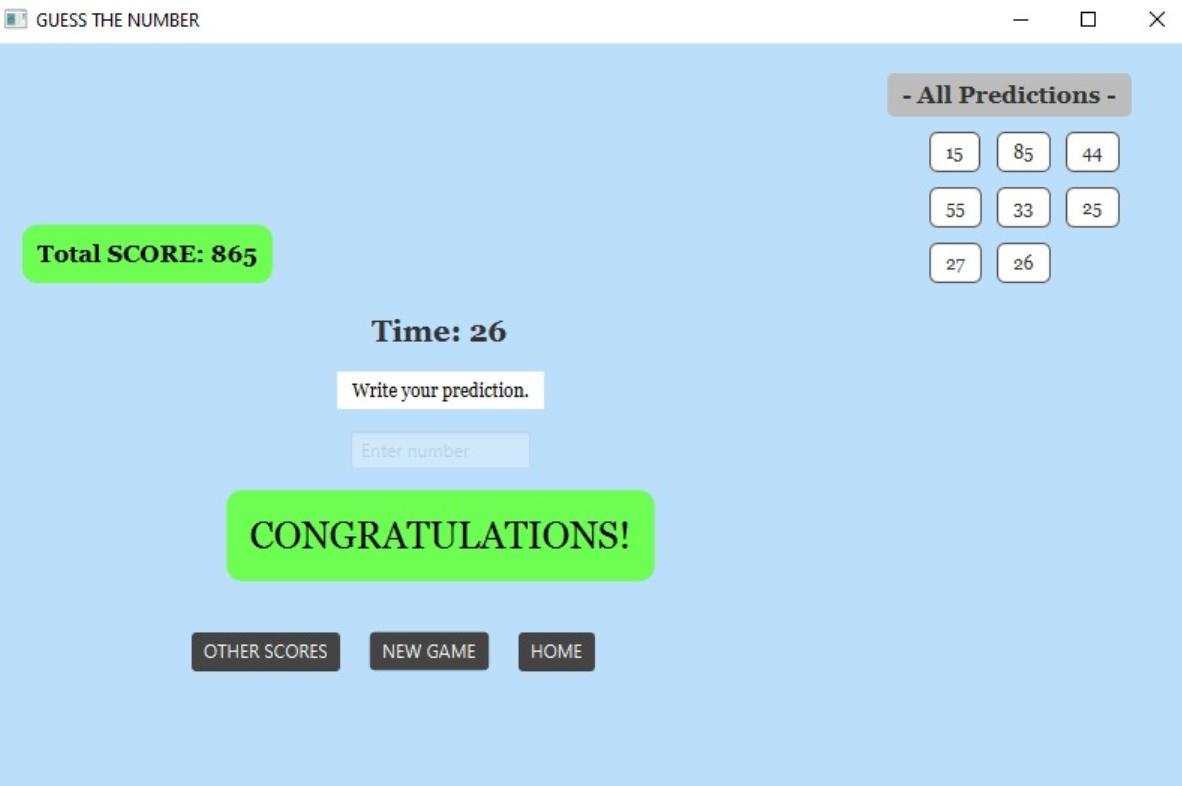 GUESS THE NUMBER
- All Predictions -
15 85 44
55 33 25
27 26
Total SCORE: 865
Time: 26
Write your prediction.
Enter number
CONGRATULATIONS!
OTHER SCORES NEW GAME HOME